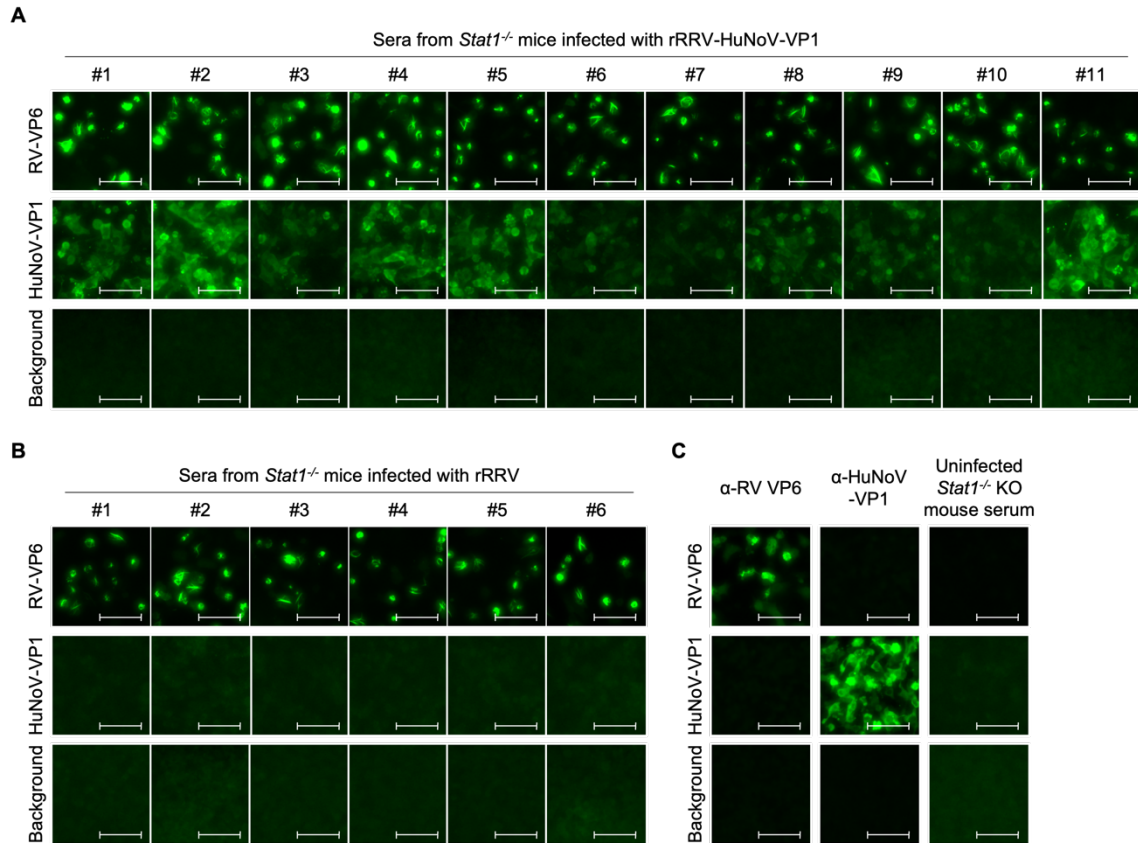 A
Sera from Stat1-/- mice infected with rRRV-HuNoV-VP1
#1 #2 #3 #4 #5 #6 #7 #8 #9 #10 #11
RV-VP6
HuNoV-VP1
Background
B
Sera from Stat1-/- mice infected with rRRV
#1 #2 #3 #4 #5 #6
RV-VP6
HuNoV-VP1
Background
C
α-RV VP6
α-HuNoV
-VP1
Uninfected
Stat1-/- KO
mouse serum
RV-VP6
HuNoV-VP1
Background